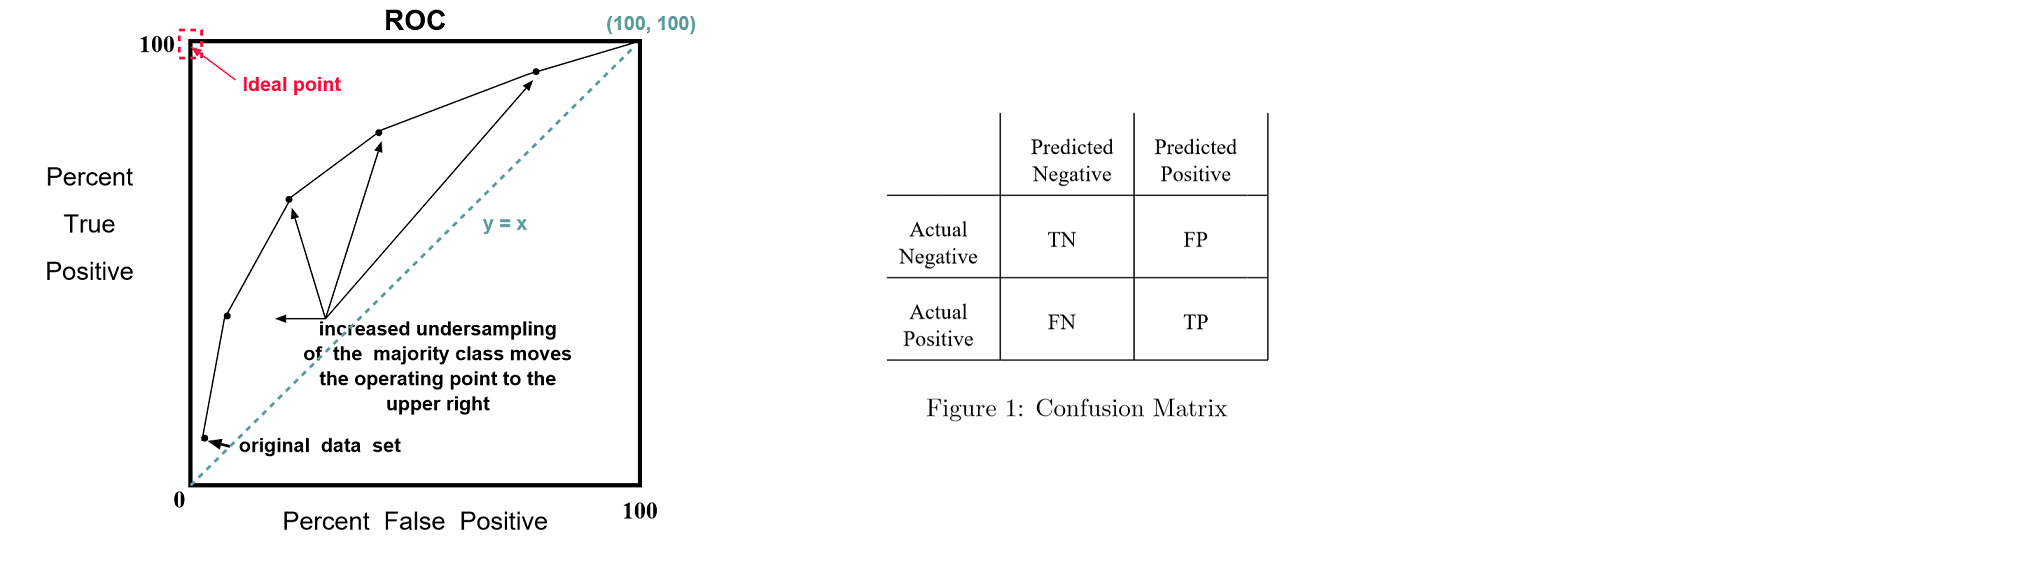 ROC
(100, 100)
100
Ideal point
Percent
True
Positive
y = x
increased undersampling
of the majority class moves
the operating point to the
upper right
original data set
0
100
Percent False Positive
Predicted
Negative
Predicted
Positive
Actual
Negative
TN
FP
Actual
Positive
FN
TP
Figure 1: Confusion Matrix